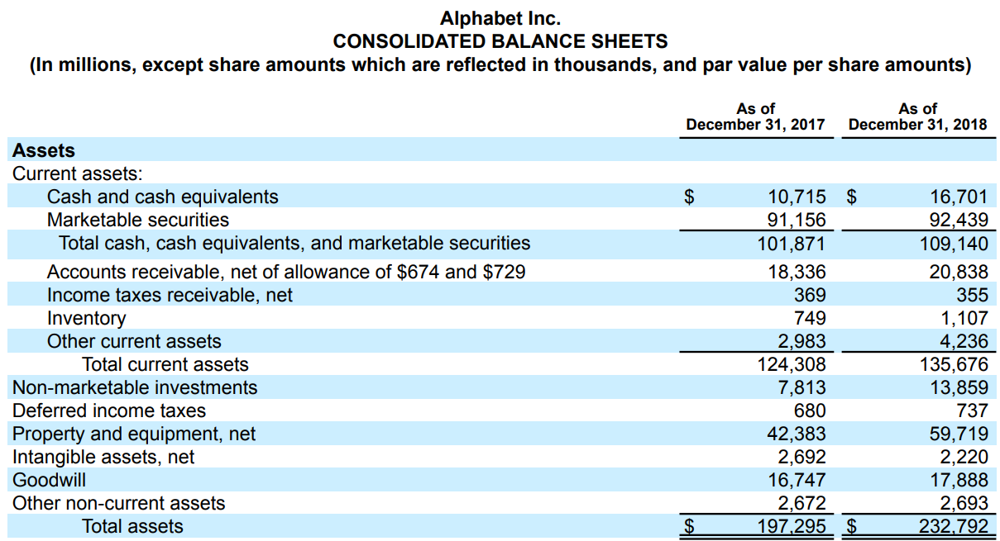 Alphabet Inc.
CONSOLIDATED BALANCE SHEETS
(In millions, except share amounts which are reflected in thousands, and par value per share amounts)
As of As of
December 31, 2017 December 31, 2018
Assets
Current assets:
Cash and cash equivalents $ 10,715 $ 16,701
Marketable securities 91,156 92,439
Total cash, cash equivalents, and marketable securities 101,871 109,140
Accounts receivable, net of allowance of $674 and $729 18,336 20,838
Income taxes receivable, net 369 355
Inventory 749 1,107
Other current assets 2,983 4,236
Total current assets 124,308 135,676
Non-marketable investments 7,813 13,859
Deferred income taxes 680 737
Property and equipment, net 42,383 59,719
Intangible assets, net 2,692 2,220
Goodwill 16,747 17,888
Other non-current assets 2,672 2,693
Total assets $ 197,295 $ 232,792